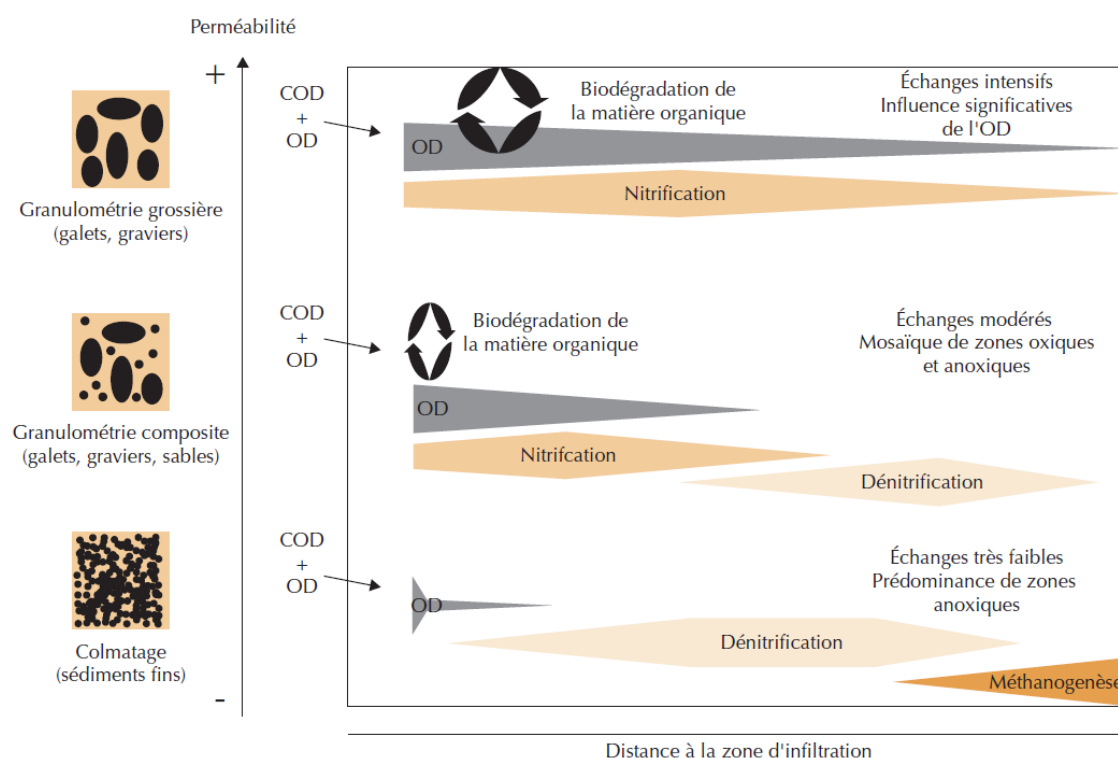 Perméabilité
+
COD
+
OD
OD
Biodégradation de
la matière organique
Échanges intensifs
Influence significatives
de l'OD
Nitrification
Granulométrie grossière
(galets, graviers)
COD
+
OD
Biodégradation de
la matière organique
Échanges modérés
Mosaïque de zones oxiques
et anoxiques
OD
Nitrifcation
Dénitrification
Granulométrie composite
(galets, graviers, sables)
COD
+
OD
OD
Échanges très faibles
Prédominance de zones
anoxiques
Dénitrification
Méthanogenèse
Colmatage
(sédiments fins)
-
Distance à la zone d'infiltration